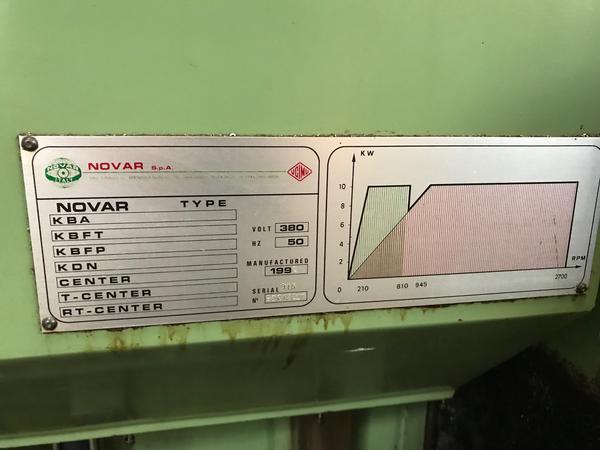 NOVAR
ITALY
NOVAR S.p.A.
NOVAR TYPE
KBA
KBFT
KBFP
KDN
CENTER
T-CENTER
RT-CENTER
VOLT 380
HZ 50
MANUFACTURED
199
SERIAL
N°
KW
10
8
6
4
2
0 210 810 945 2700
RPM